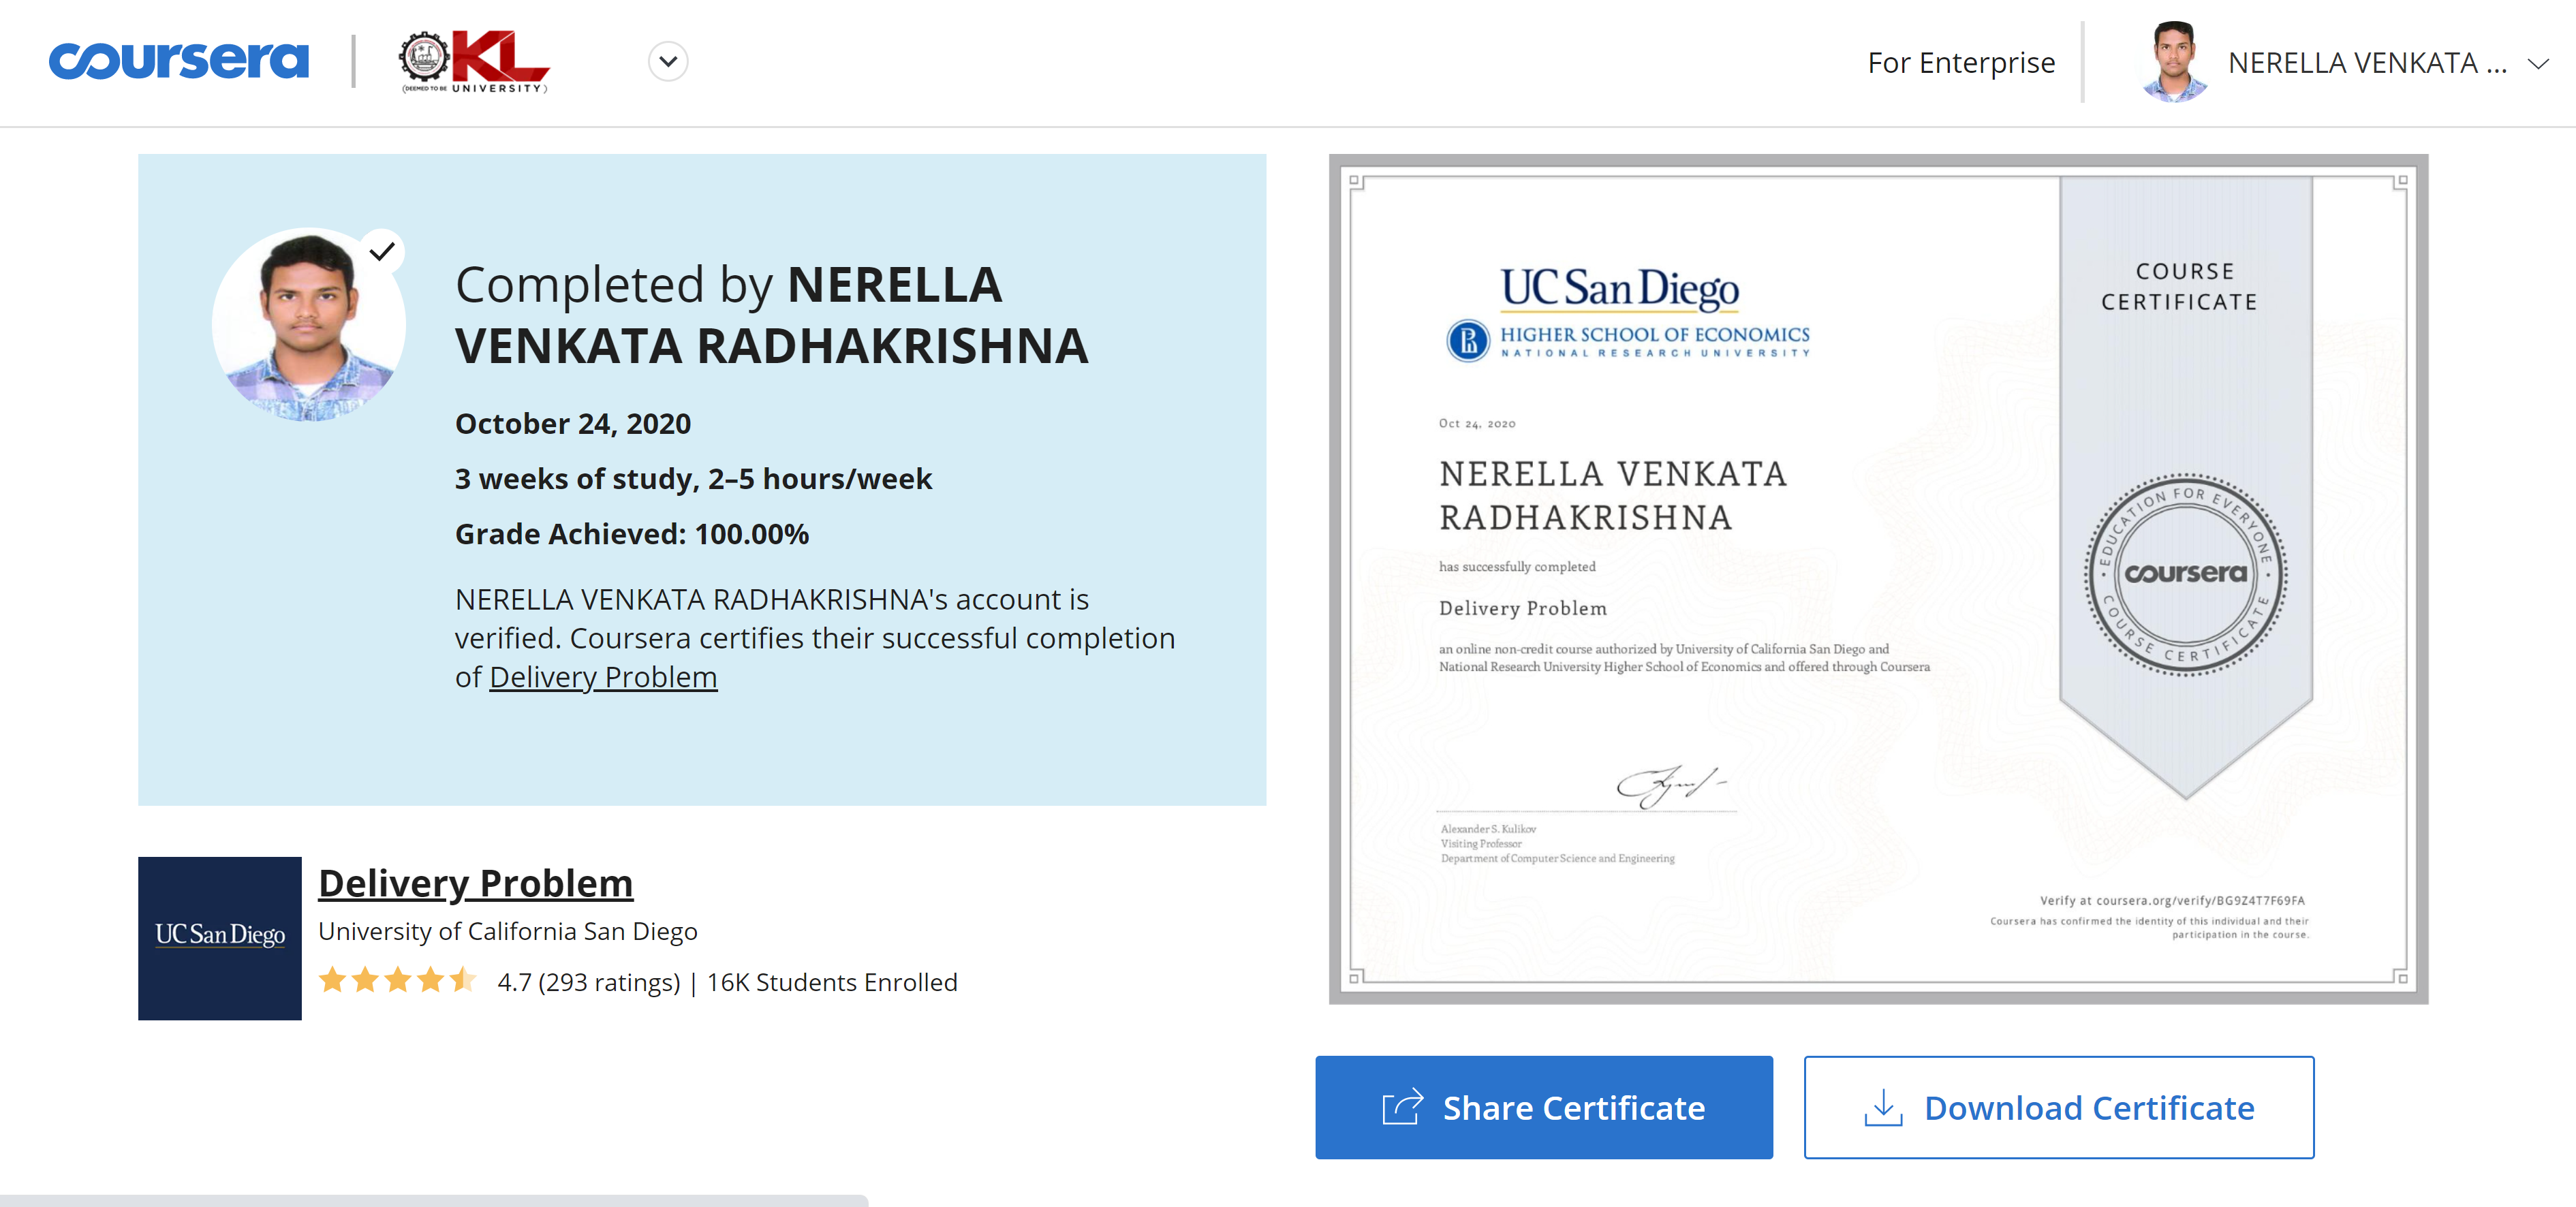 coursera
KL
(DEEMED TO BE UNIVERSITY)
For Enterprise
NERELLA VENKATA ...
Completed by NERELLA
VENKATA RADHAKRISHNA
October 24, 2020
3 weeks of study, 2–5 hours/week
Grade Achieved: 100.00%
NERELLA VENKATA RADHAKRISHNA's account is
verified. Coursera certifies their successful completion
of Delivery Problem
UC San Diego
Delivery Problem
University of California San Diego
4.7 (293 ratings) | 16K Students Enrolled
UC San Diego
HIGHER SCHOOL OF ECONOMICS
NATIONAL RESEARCH UNIVERSITY
Oct 24, 2020
NERELLA VENKATA
RADHAKRISHNA
has successfully completed
Delivery Problem
an online non-credit course authorized by University of California San Diego and
National Research University Higher School of Economics and offered through Coursera
Alexander S. Kulikov
Visiting Professor
Department of Computer Science and Engineering
COURSE
CERTIFICATE
EDUCATION FOR EVERYONE
coursera
COURSE CERTIFICATE
Verify at coursera.org/verify/BG9Z4T7F69FA
Coursera has confirmed the identity of this individual and their
participation in the course.
Share Certificate
Download Certificate